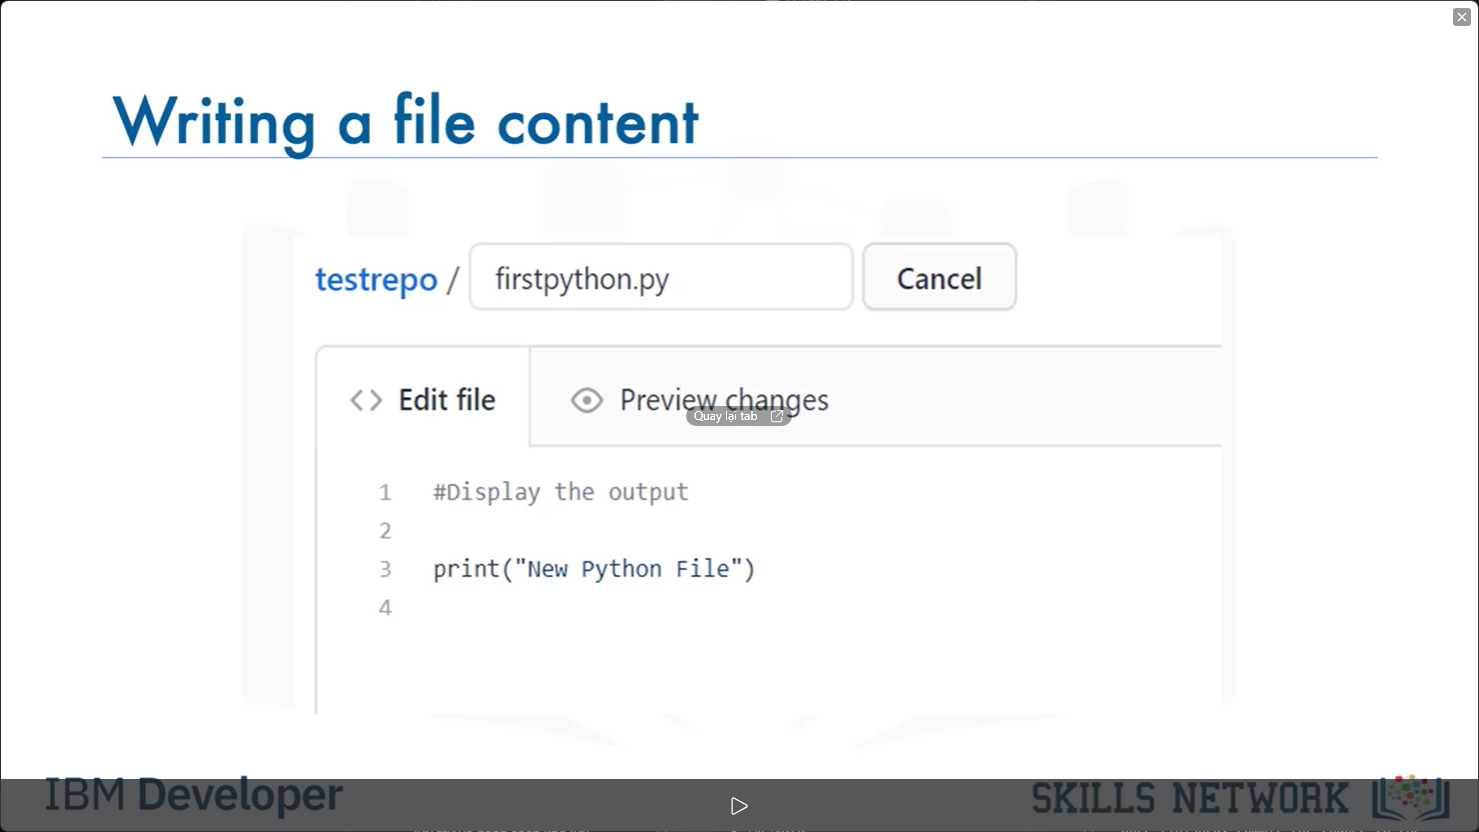 Writing a file content
testrepo / firstpython.py Cancel
Edit file Preview changes
Quay lại tab
1 #Display the output
2
3 print("New Python File")
4
IBM Developer
SKILLS NETWORK